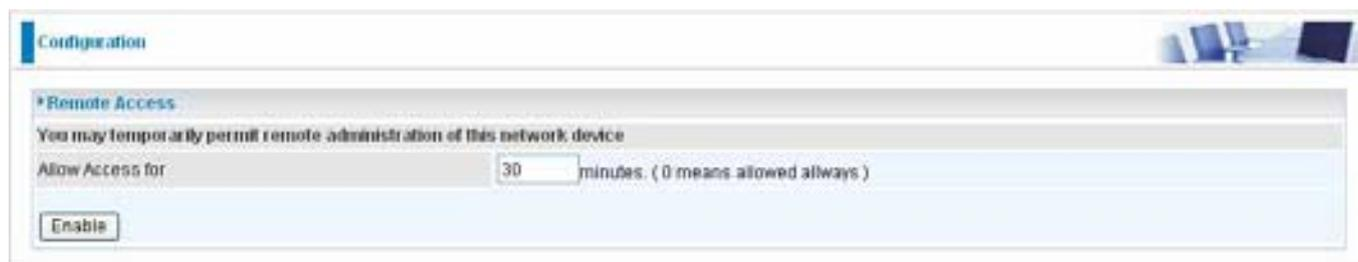 Configuration
Remote Access
You may temporarily permit remote administration of this network device
Allow Access for 30 minutes. ( 0 means allowed allways )
Enable